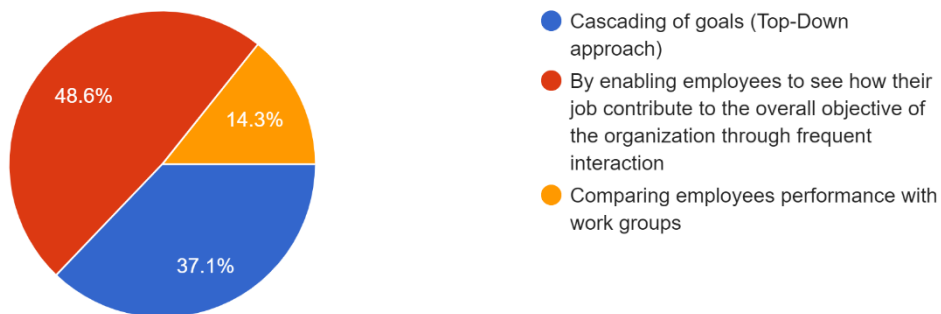 48.6%
14.3%
37.1%
Cascading of goals (Top-Down
approach)
By enabling employees to see how their
job contribute to the overall objective of
the organization through frequent
interaction
Comparing employees performance with
work groups